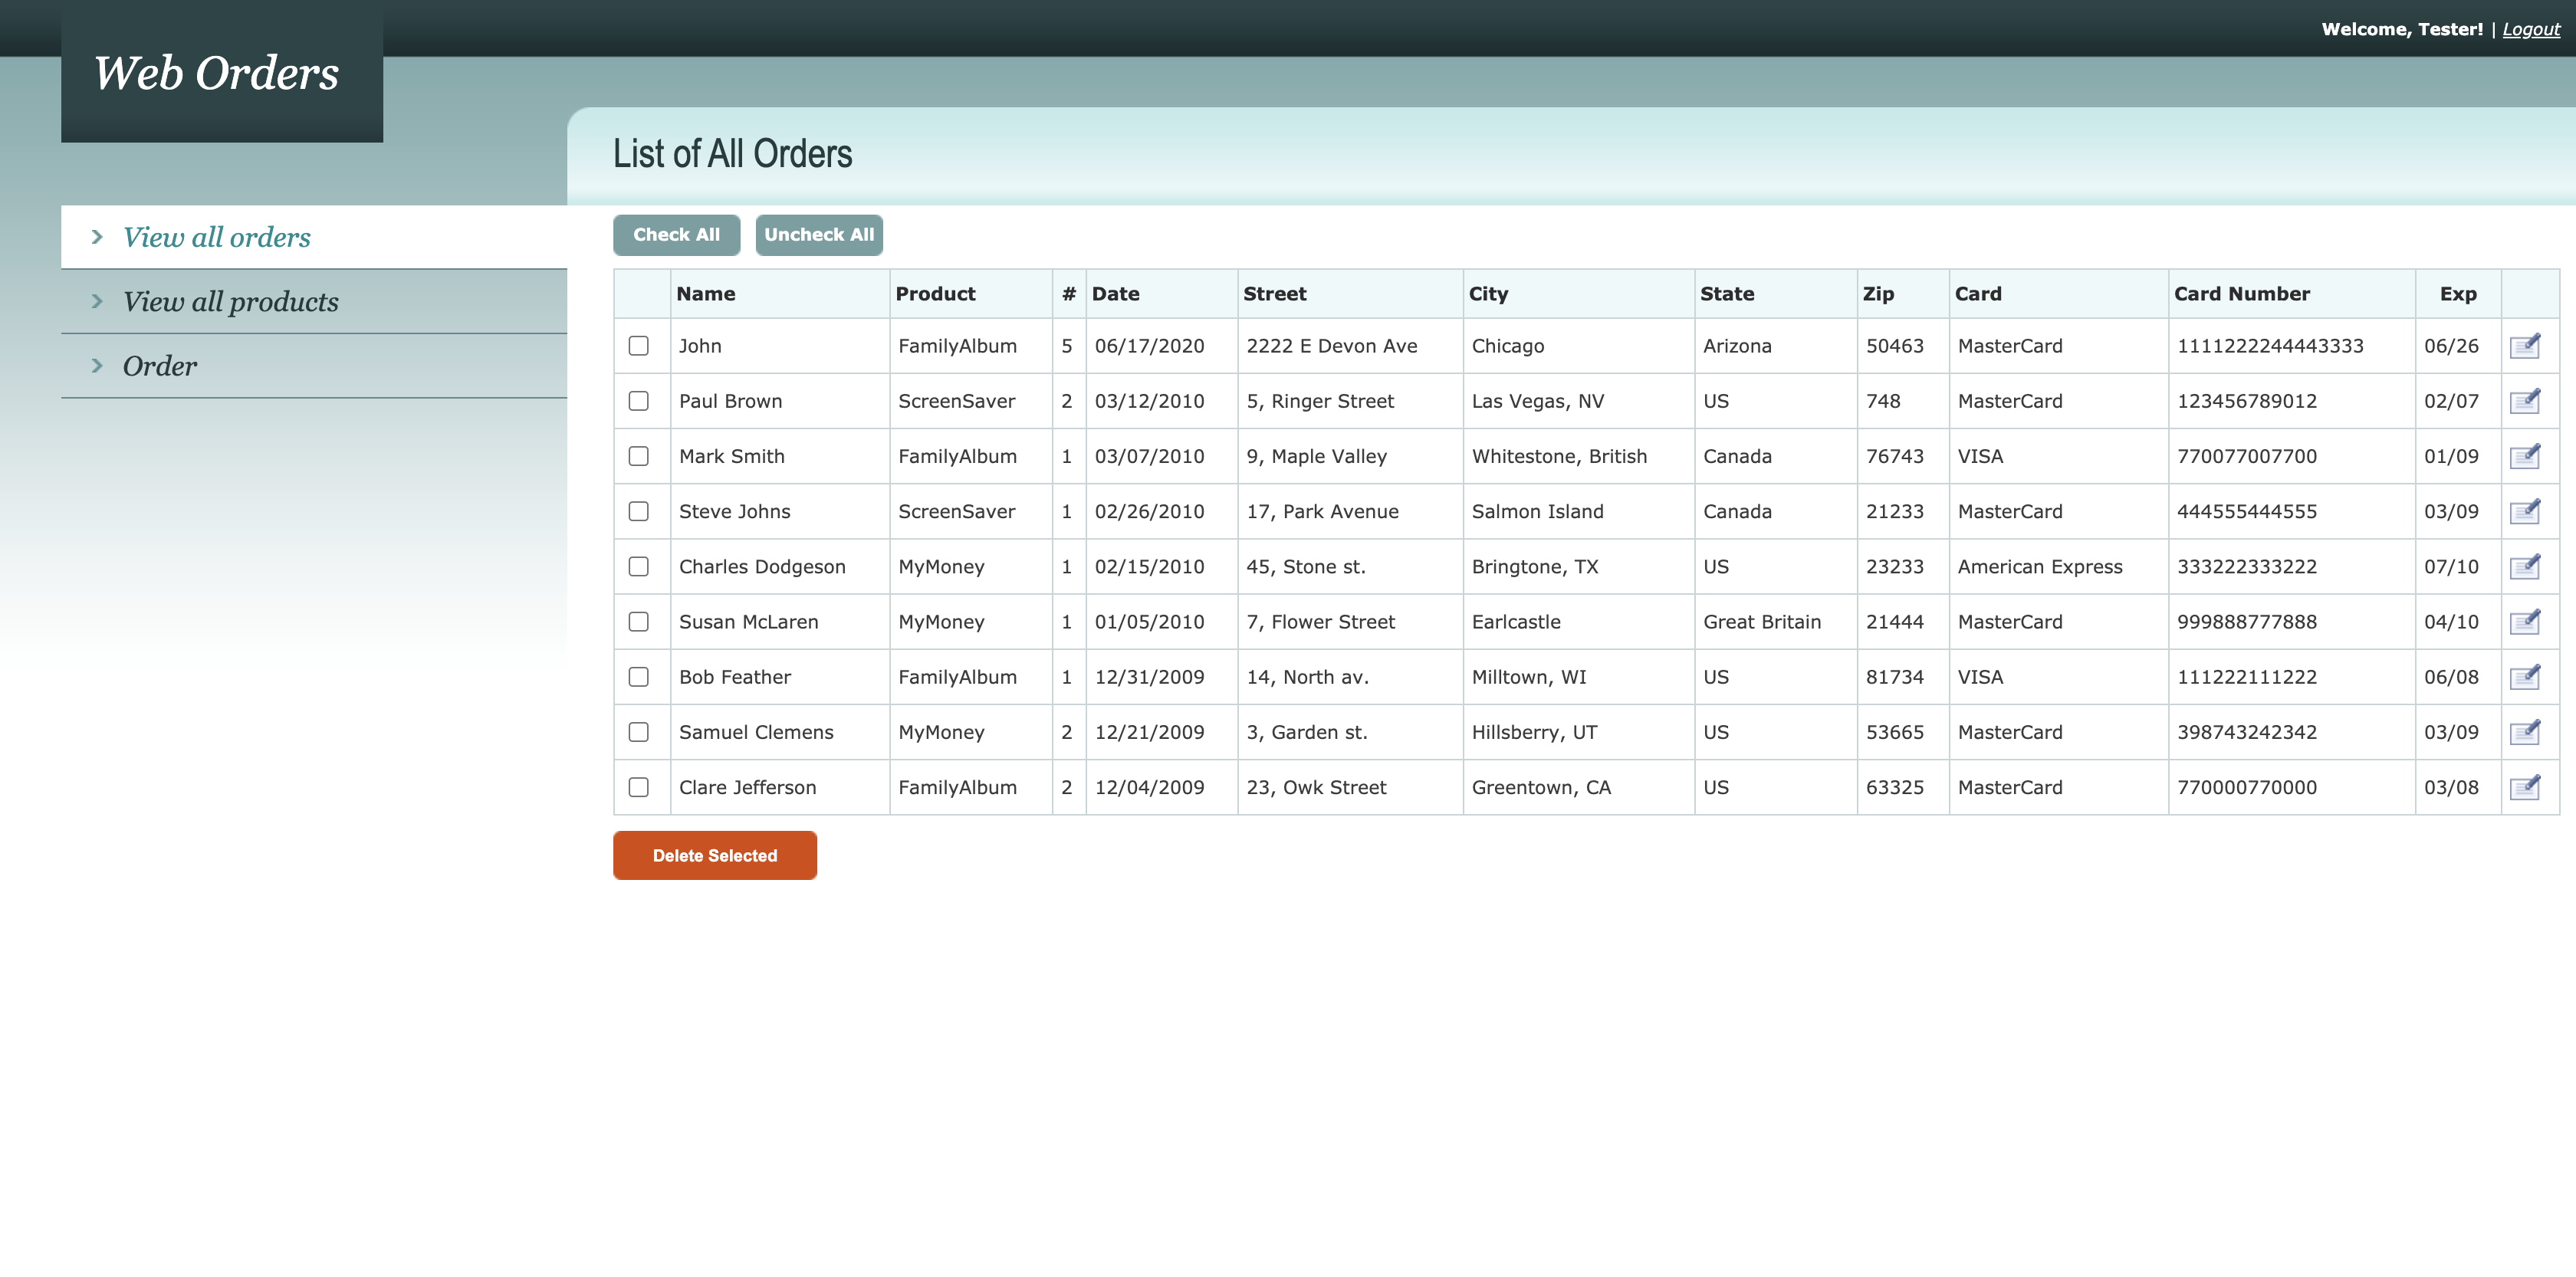 Welcome, Tester! | Logout
Web Orders
List of All Orders
View all orders
View all products
Order
Check All Uncheck All
Name Product # Date Street City State Zip Card Card Number Exp
John FamilyAlbum 5 06/17/2020 2222 E Devon Ave Chicago Arizona 50463 MasterCard 1111222244443333 06/26
Paul Brown ScreenSaver 2 03/12/2010 5, Ringer Street Las Vegas, NV US 748 MasterCard 123456789012 02/07
Mark Smith FamilyAlbum 1 03/07/2010 9, Maple Valley Whitestone, British Canada 76743 VISA 770077007700 01/09
Steve Johns ScreenSaver 1 02/26/2010 17, Park Avenue Salmon Island Canada 21233 MasterCard 444555444555 03/09
Charles Dodgeson MyMoney 1 02/15/2010 45, Stone st. Bringtone, TX US 23233 American Express 333222333222 07/10
Susan McLaren MyMoney 1 01/05/2010 7, Flower Street Earlcastle Great Britain 21444 MasterCard 999888777888 04/10
Bob Feather FamilyAlbum 1 12/31/2009 14, North av. Milltown, WI US 81734 VISA 111222111222 06/08
Samuel Clemens MyMoney 2 12/21/2009 3, Garden st. Hillsberry, UT US 53665 MasterCard 398743242342 03/09
Clare Jefferson FamilyAlbum 2 12/04/2009 23, Owk Street Greentown, CA US 63325 MasterCard 770000770000 03/08
Delete Selected